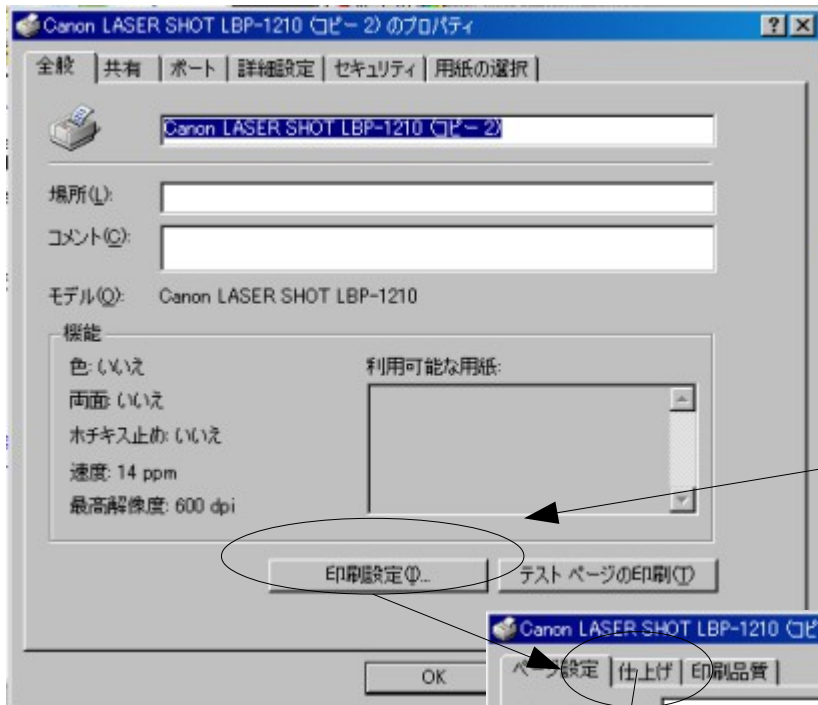 Canon LASER SHOT LBP-1210 (コピー 2) のプロパティ
全般 共有 ポート 詳細設定 セキュリティ 用紙の選択
Canon LASER SHOT LBP-1210 (コピー 2)
場所(L):
コメント(C):
モデル(O): Canon LASER SHOT LBP-1210
機能
色: いいえ 利用可能な用紙:
両面: いいえ
ホチキス止め: いいえ
速度: 14 ppm
最高解像度: 600 dpi
印刷設定(I)... テスト ページの印刷(T)
Canon LASER SHOT LBP-1210 (コピ
OK ページ設定 仕上げ 印刷品質